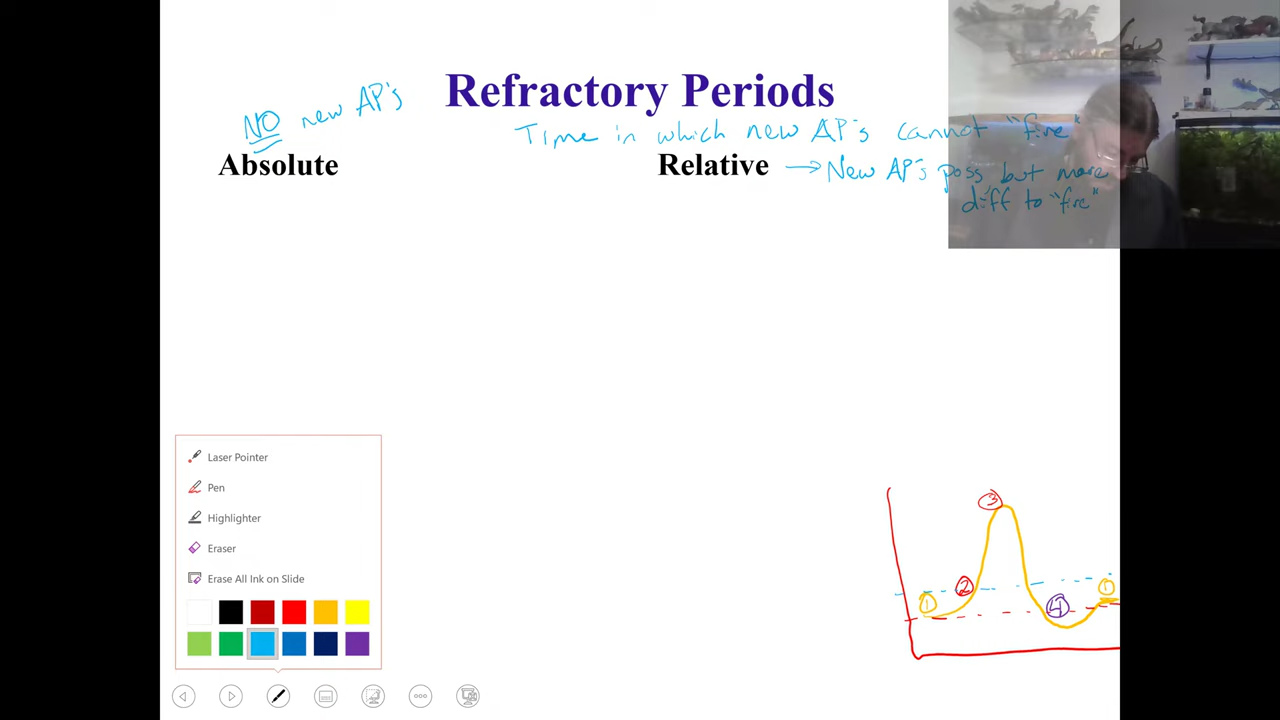 Refractory Periods
NO new AP's
Time in which new AP's cannot "fire"
Absolute
Relative → New AP's poss but more
diff to "fire"
Laser Pointer
Pen
Highlighter
Eraser
Erase All Ink on Slide
3
2
1
4
1